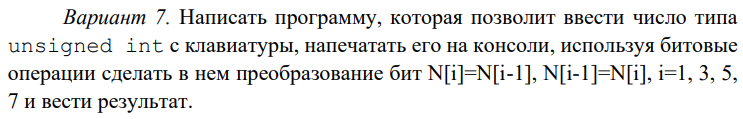 Вариант 7. Написать программу, которая позволит ввести число типа
unsigned int с клавиатуры, напечатать его на консоли, используя битовые
операции сделать в нем преобразование бит N[i]=N[i-1], N[i-1]=N[i], i=1, 3, 5,
7 и вести результат.